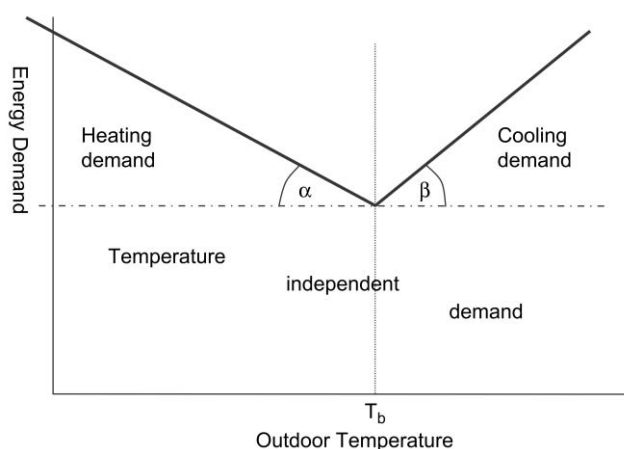 Energy Demand
Heating
demand
Cooling
demand
α
β
Temperature
independent
demand
T_b
Outdoor Temperature